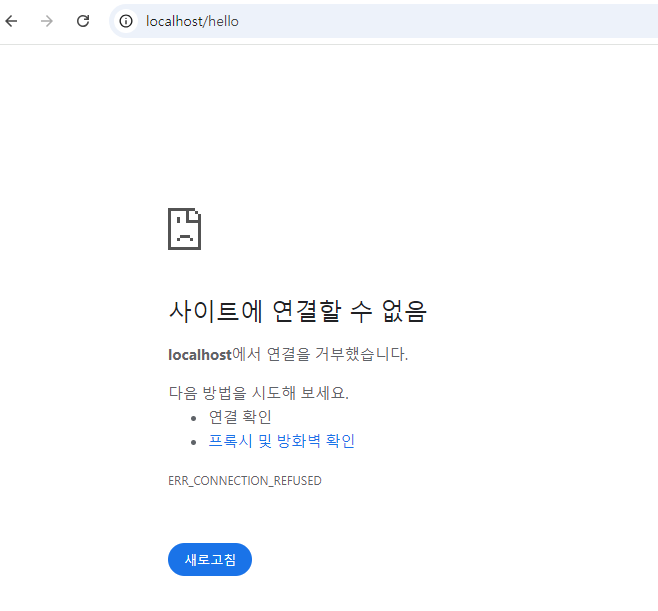 localhost/hello
사이트에 연결할 수 없음
localhost에서 연결을 거부했습니다.
다음 방법을 시도해 보세요.
연결 확인
프록시 및 방화벽 확인
ERR_CONNECTION_REFUSED
새로고침